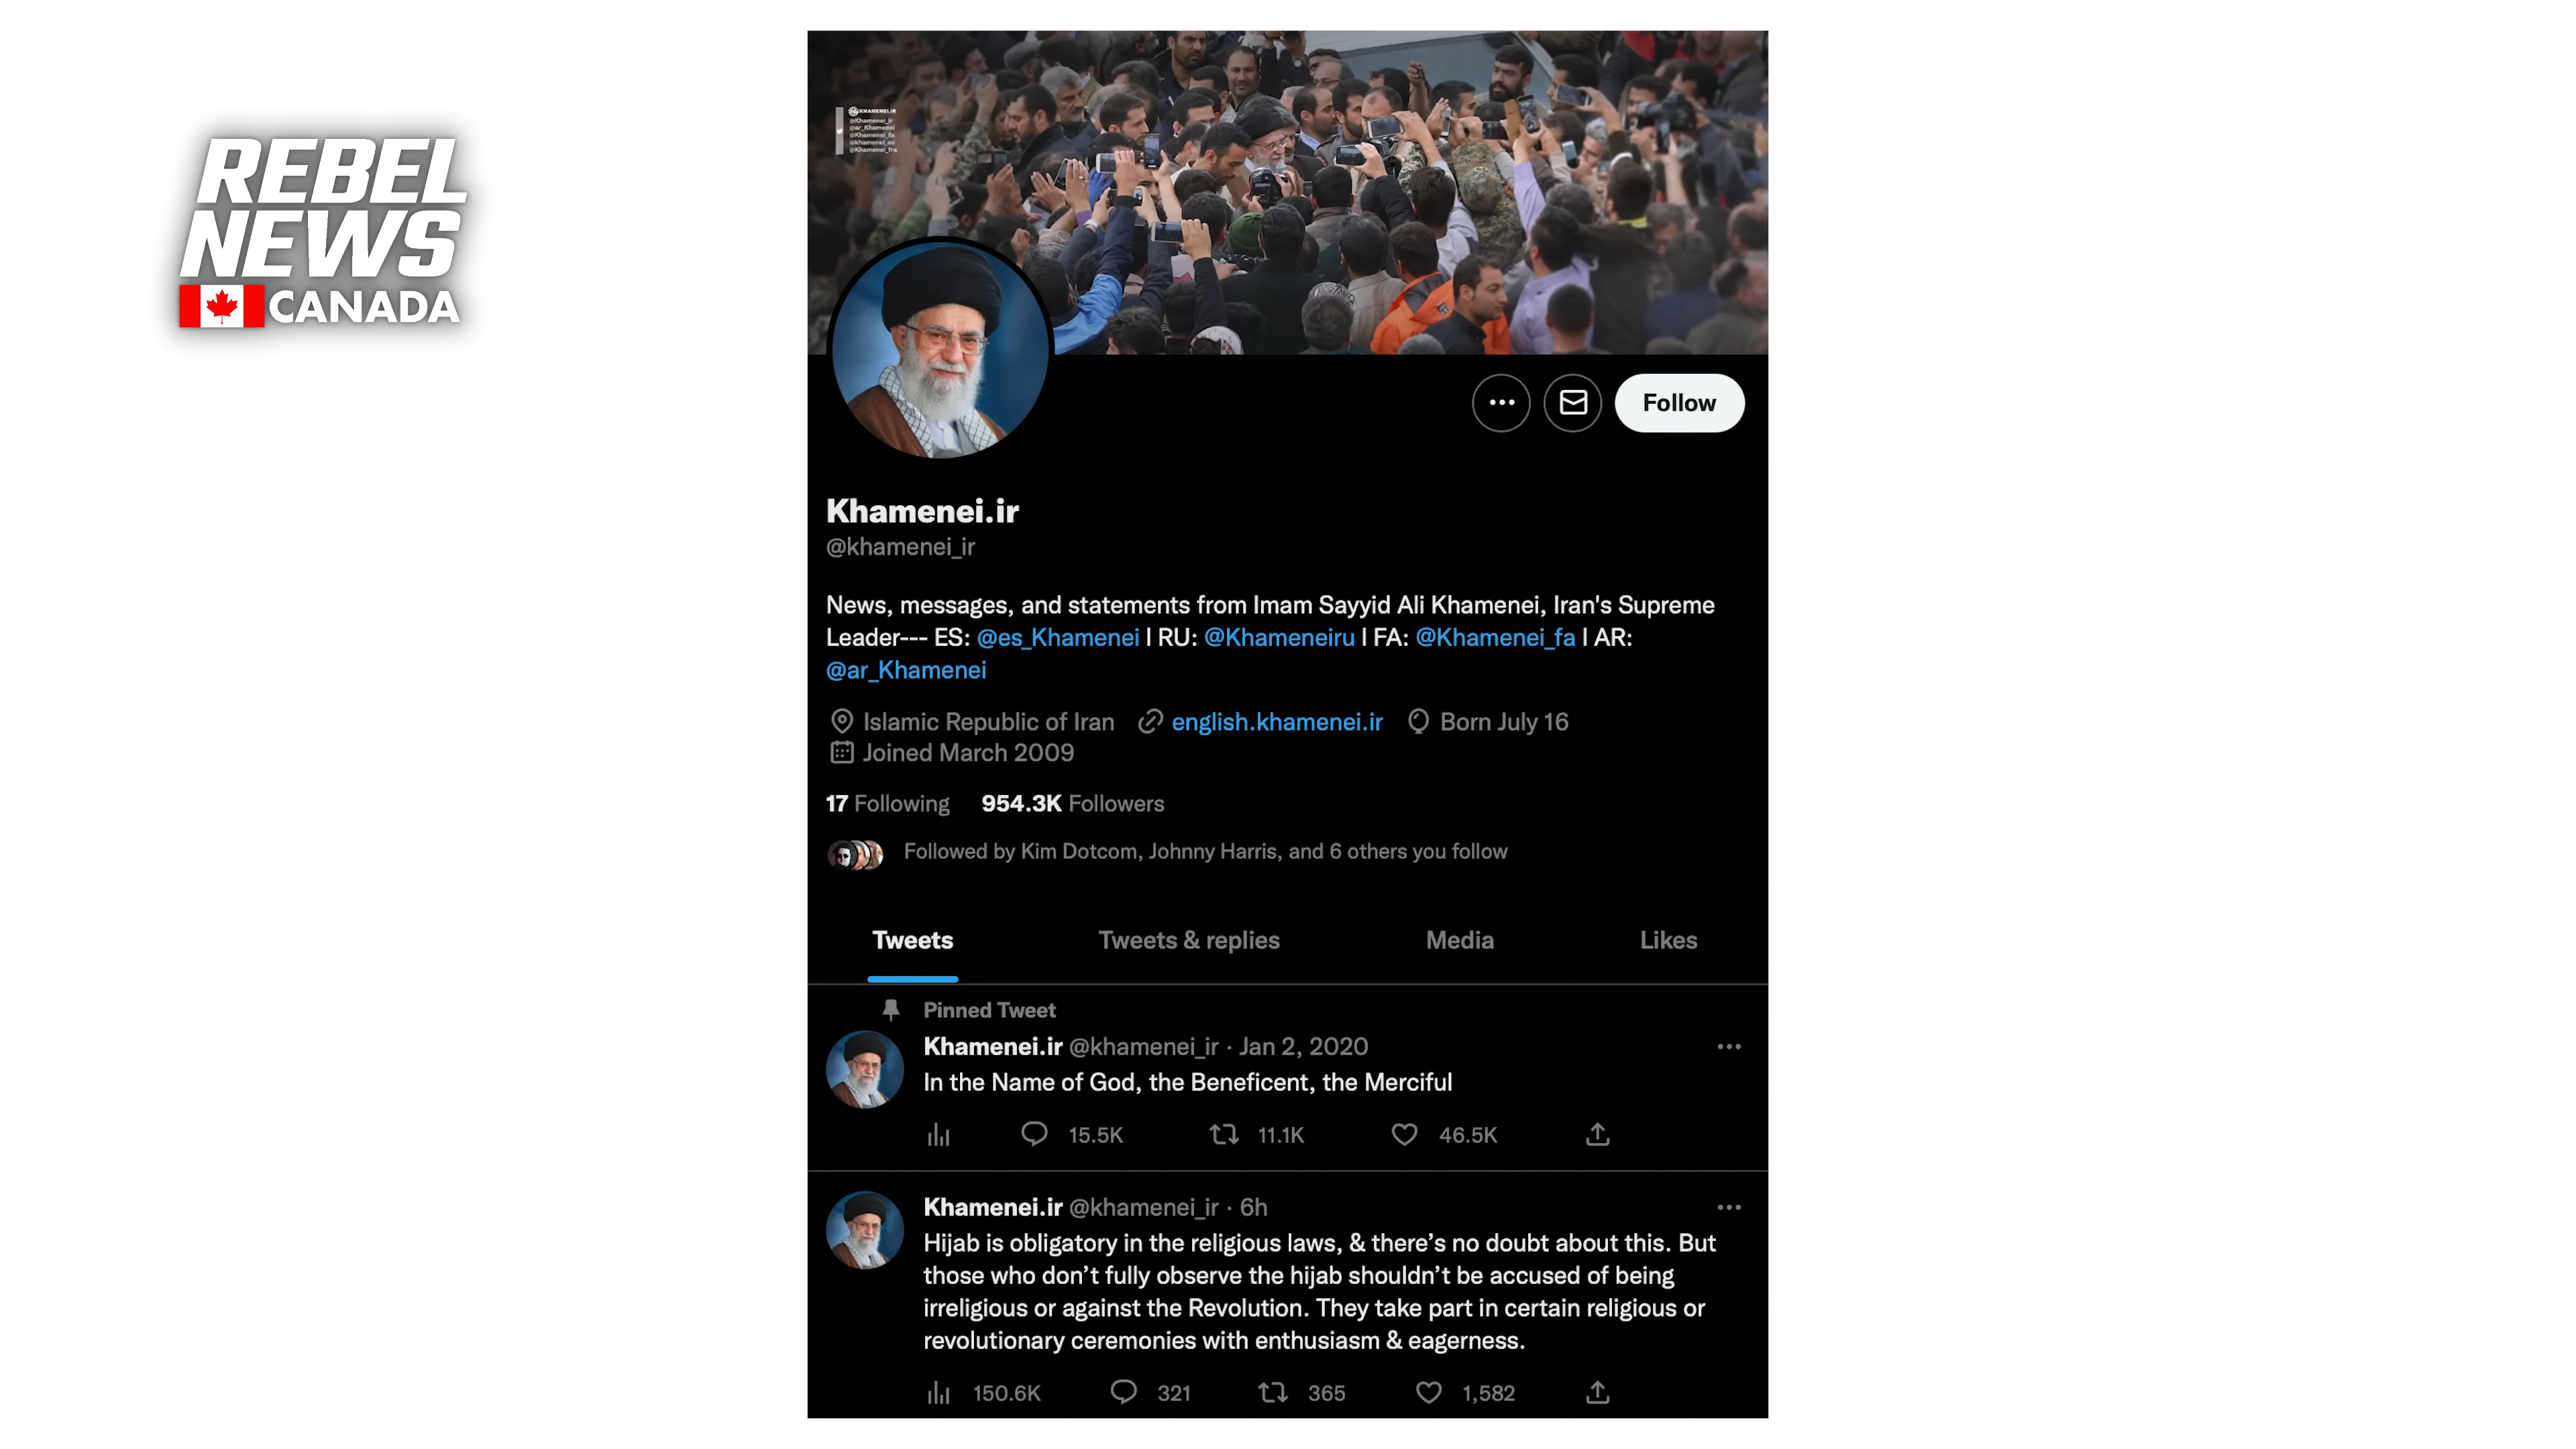 REBEL
NEWS
CANADA
KHAMENEI.IR
@Khamenei_ir
@ar_Khamenei
@Khamenei_fa
@khamenei_es
@Khamenei_fra
Follow
Khamenei.ir
@khamenei_ir
News, messages, and statements from Imam Sayyid Ali Khamenei, Iran's Supreme
Leader--- ES: @es_Khamenei l RU: @Khameneiru l FA: @Khamenei_fa l AR:
@ar_Khamenei
Islamic Republic of Iran english.khamenei.ir Born July 16
Joined March 2009
17 Following 954.3K Followers
Followed by Kim Dotcom, Johnny Harris, and 6 others you follow
Tweets Tweets & replies Media Likes
Pinned Tweet
Khamenei.ir @khamenei_ir · Jan 2, 2020
In the Name of God, the Beneficent, the Merciful
15.5K 11.1K 46.5K
Khamenei.ir @khamenei_ir · 6h
Hijab is obligatory in the religious laws, & there’s no doubt about this. But
those who don’t fully observe the hijab shouldn’t be accused of being
irreligious or against the Revolution. They take part in certain religious or
revolutionary ceremonies with enthusiasm & eagerness.
150.6K 321 365 1,582